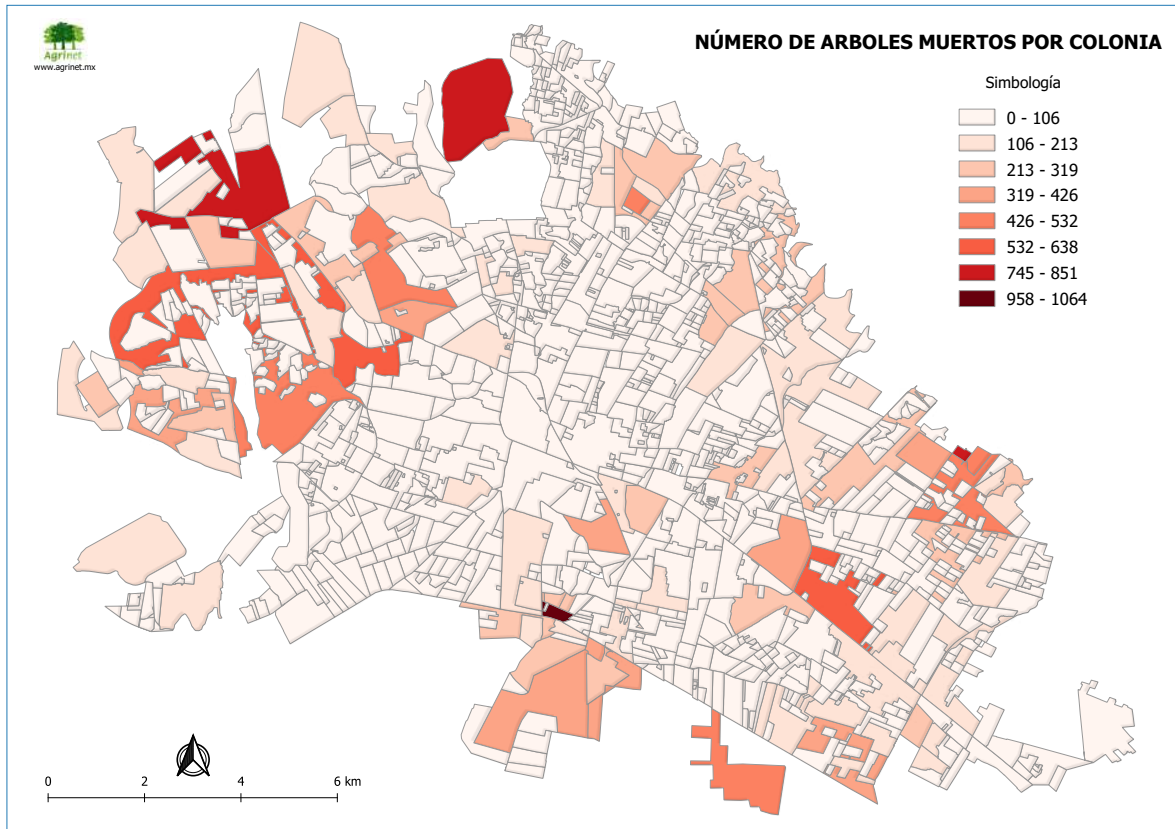 Agrinet
www.agrinet.mx
NÚMERO DE ARBOLES MUERTOS POR COLONIA
Simbología
0 - 106
106 - 213
213 - 319
319 - 426
426 - 532
532 - 638
745 - 851
958 - 1064
0 2 4 6 km